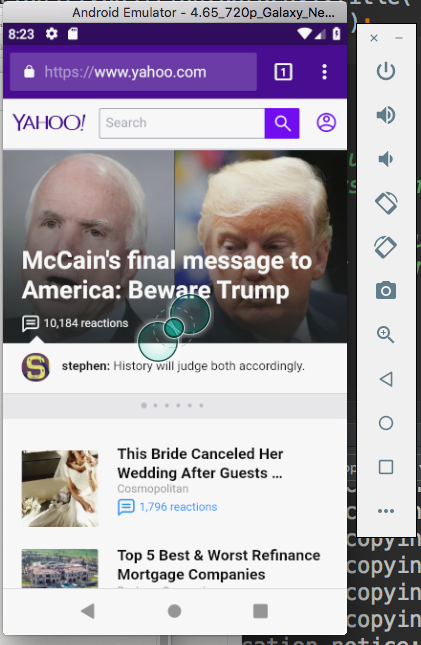 Android Emulator - 4.65_720p_Galaxy_Ne...
8:23
https://www.yahoo.com
1
YAHOO!
Search
McCain's final message to
America: Beware Trump
10,184 reactions
S
stephen: History will judge both accordingly.
This Bride Canceled Her
Wedding After Guests ...
Cosmopolitan
1,796 reactions
Top 5 Best & Worst Refinance
Mortgage Companies
copyin
copyin
copyin
copyin
copyin
cation.notice: